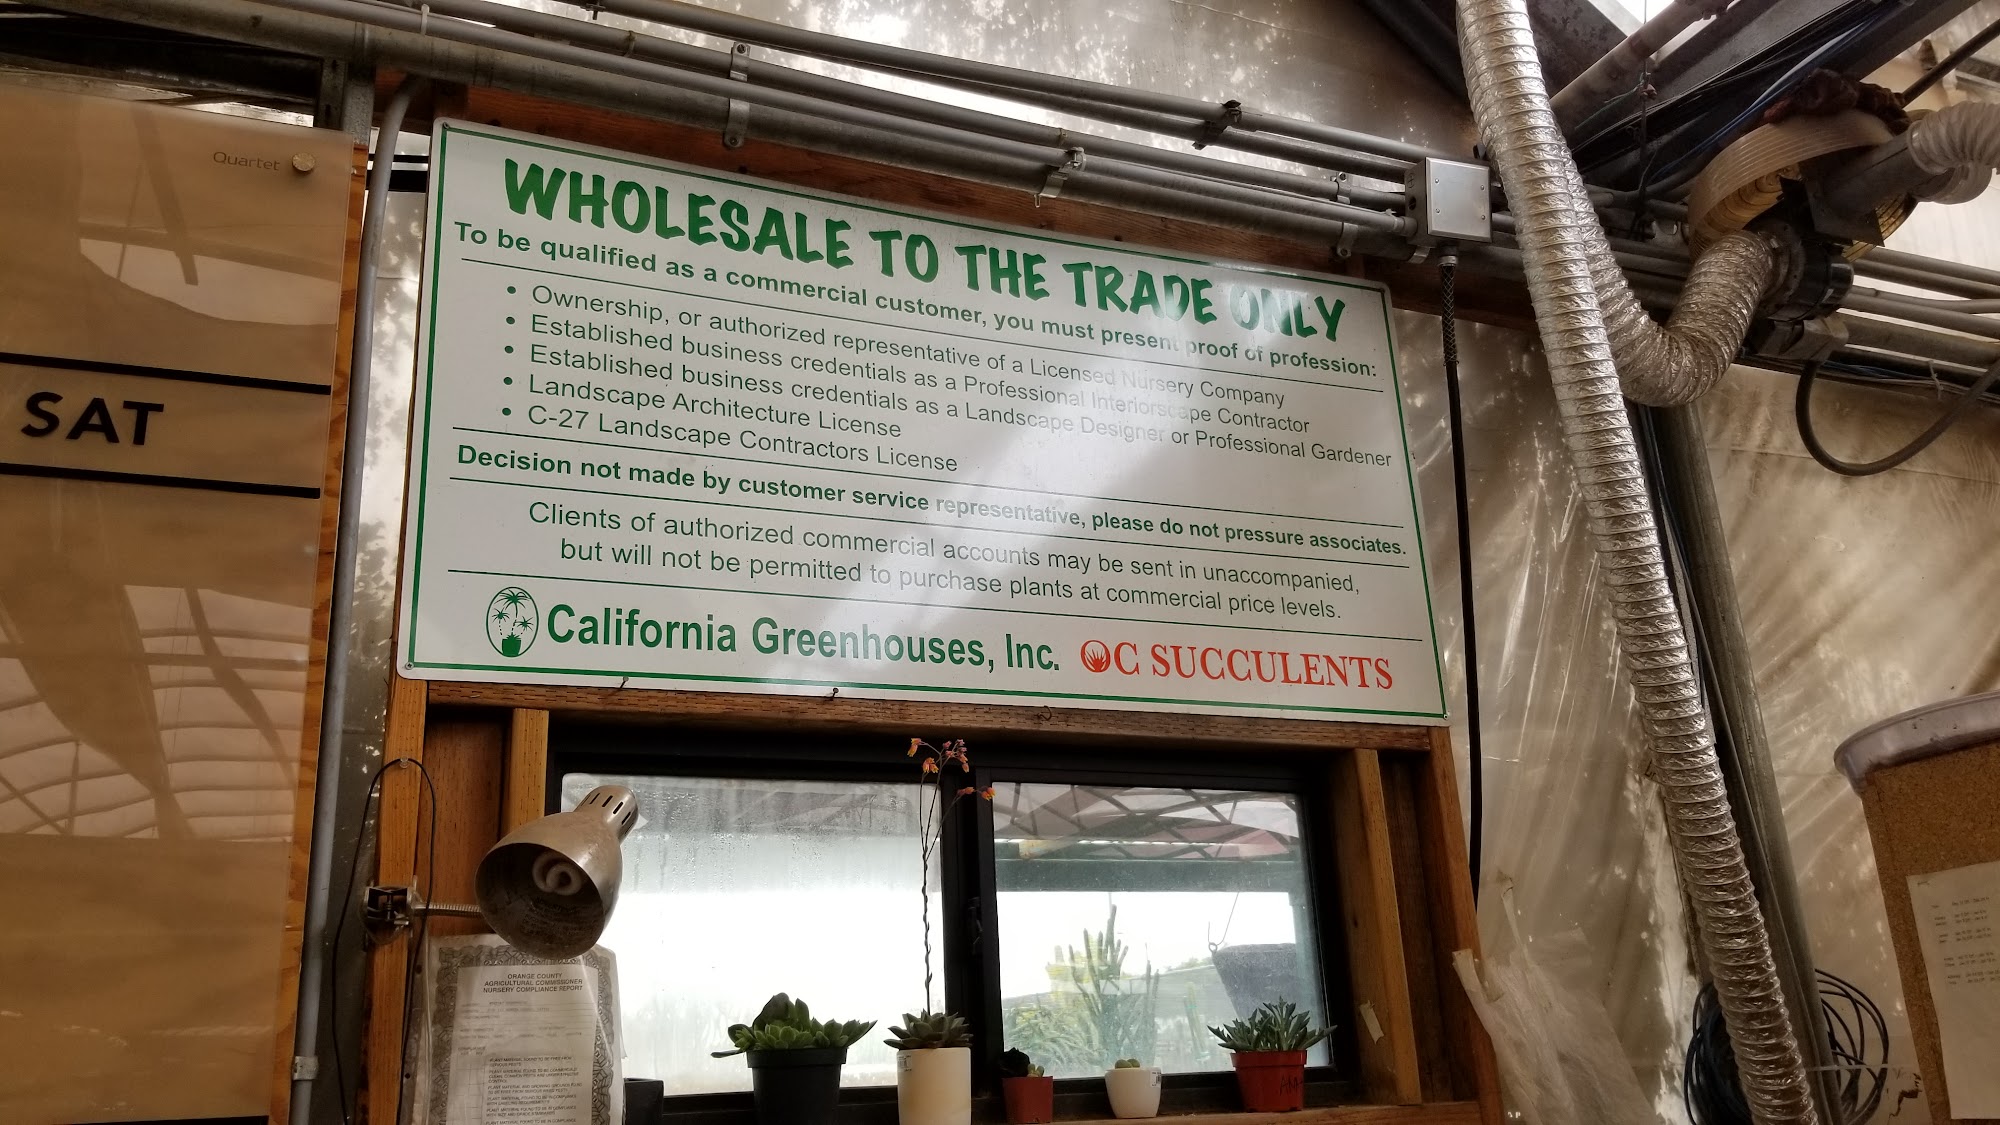 Quartet
SAT
WHOLESALE TO THE TRADE ONLY
To be qualified as a commercial customer, you must present proof of profession:
• Ownership, or authorized representative of a Licensed Nursery Company
• Established business credentials as a Professional Interiorscape Contractor
• Established business credentials as a Landscape Designer or Professional Gardener
• Landscape Architecture License
• C-27 Landscape Contractors License
Decision not made by customer service representative, please do not pressure associates.
Clients of authorized commercial accounts may be sent in unaccompanied,
but will not be permitted to purchase plants at commercial price levels.
California Greenhouses, Inc.
OC SUCCULENTS
ORANGE COUNTY
AGRICULTURAL COMMISSIONER
NURSERY COMPLIANCE REPORT